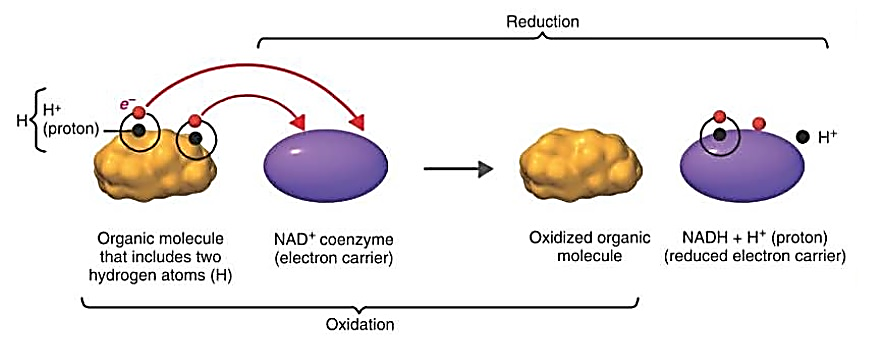 Reduction
e⁻
H
H⁺
(proton)
H⁺
Organic molecule
that includes two
hydrogen atoms (H)
NAD⁺ coenzyme
(electron carrier)
Oxidized organic
molecule
NADH + H⁺ (proton)
(reduced electron carrier)
Oxidation